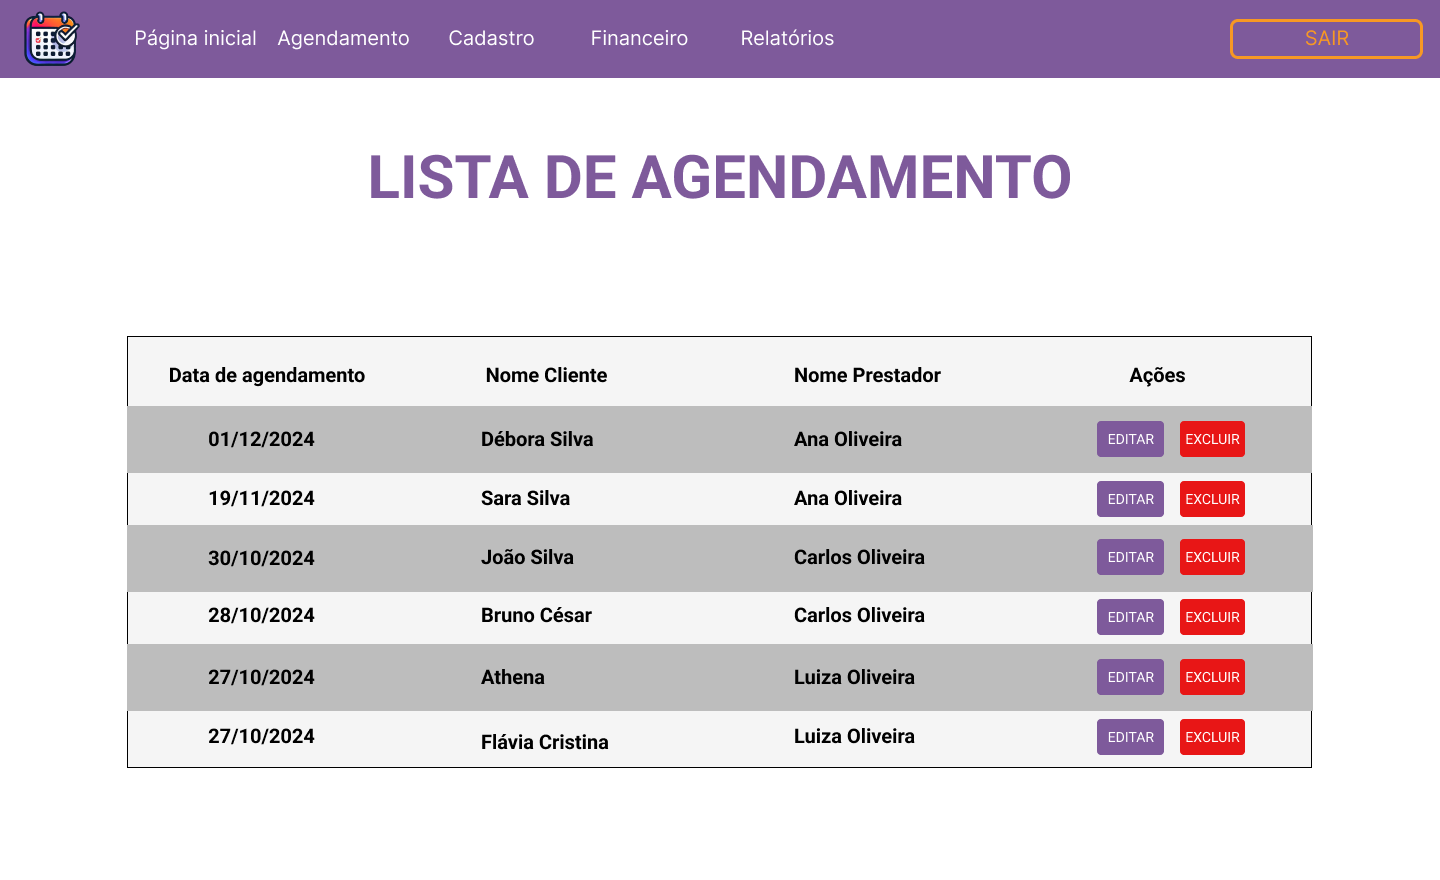 Página inicial Agendamento Cadastro Financeiro Relatórios SAIR
LISTA DE AGENDAMENTO
Data de agendamento Nome Cliente Nome Prestador Ações
01/12/2024 Débora Silva Ana Oliveira EDITAR EXCLUIR
19/11/2024 Sara Silva Ana Oliveira EDITAR EXCLUIR
30/10/2024 João Silva Carlos Oliveira EDITAR EXCLUIR
28/10/2024 Bruno César Carlos Oliveira EDITAR EXCLUIR
27/10/2024 Athena Luiza Oliveira EDITAR EXCLUIR
27/10/2024 Flávia Cristina Luiza Oliveira EDITAR EXCLUIR